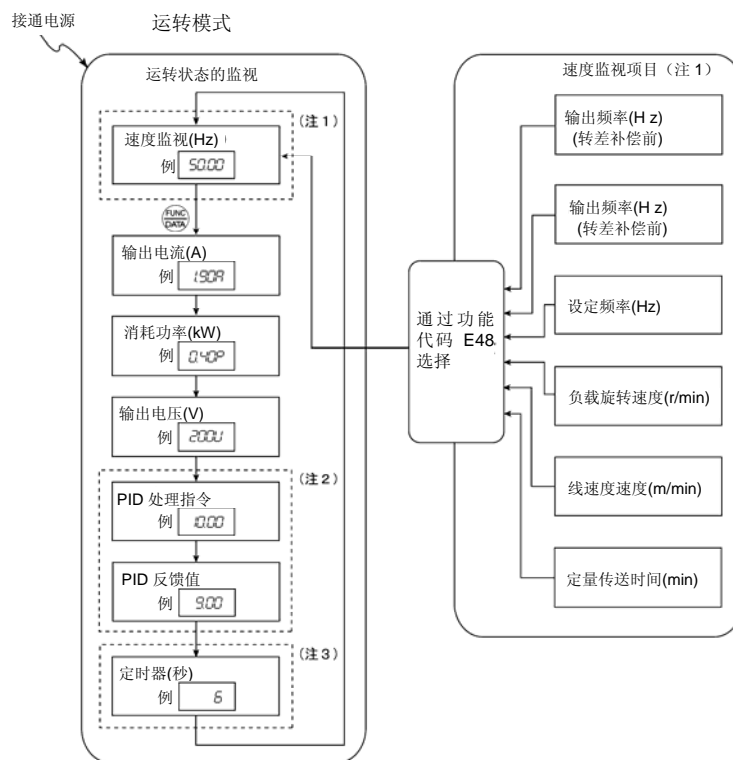 接通电源
运转模式
运转状态的监视
(注1)
速度监视(Hz)
例 50.00
FUNC
DATA
输出电流(A)
例 1.90A
消耗功率(kW)
例 0.40P
输出电压(V)
例 200U
(注2)
PID 处理指令
例 10.00
PID 反馈值
例 9.00
(注3)
定时器(秒)
例 6
速度监视项目（注 1）
输出频率(H z)
(转差补偿前)
输出频率(H z)
(转差补偿前)
设定频率(Hz)
负载旋转速度(r/min)
线速度速度(m/min)
定量传送时间(min)
通过功能
代码 E48
选择